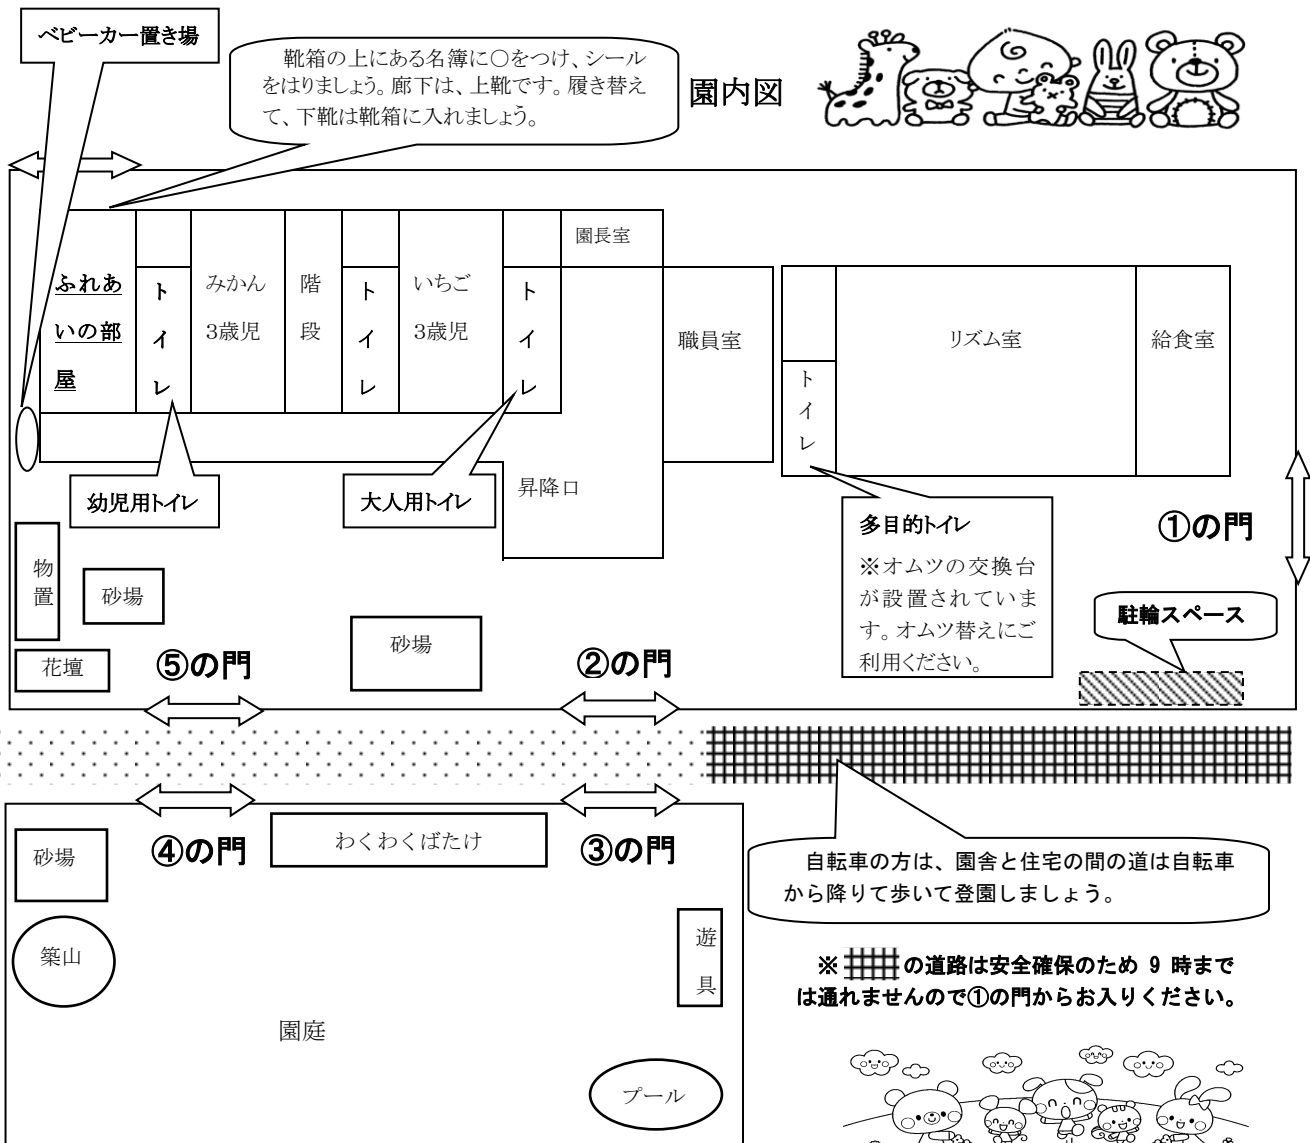 ベビーカー置き場
靴箱の上にある名簿に○をつけ、シール
をはりましょう。廊下は、上靴です。履き替え
て、下靴は靴箱に入れましょう。
園内図
園長室
ふれあ
いの部
屋
トイレ
みかん
3歳児
階段
トイレ
いちご
3歳児
トイレ
職員室
トイレ
リズム室
給食室
幼児用トイレ
大人用トイレ
昇降口
多目的トイレ
※オムツの交換台
が設置されていま
す。オムツ替えにご
利用ください。
①の門
駐輪スペース
物置
砂場
花壇
⑤の門
砂場
②の門
砂場
④の門
わくわくばたけ
③の門
自転車の方は、園舎と住宅の間の道は自転車
から降りて歩いて登園しましょう。
築山
遊具
※の道路は安全確保のため 9 時まで
は通れませんので①の門からお入りください。
園庭
プール